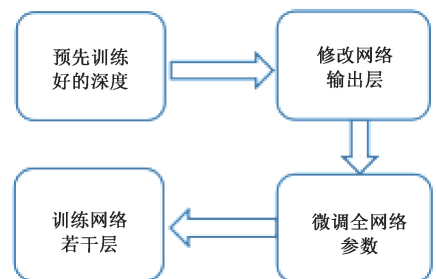 预先训练
好的深度
修改网络
输出层
微调全网络
参数
训练网络
若干层